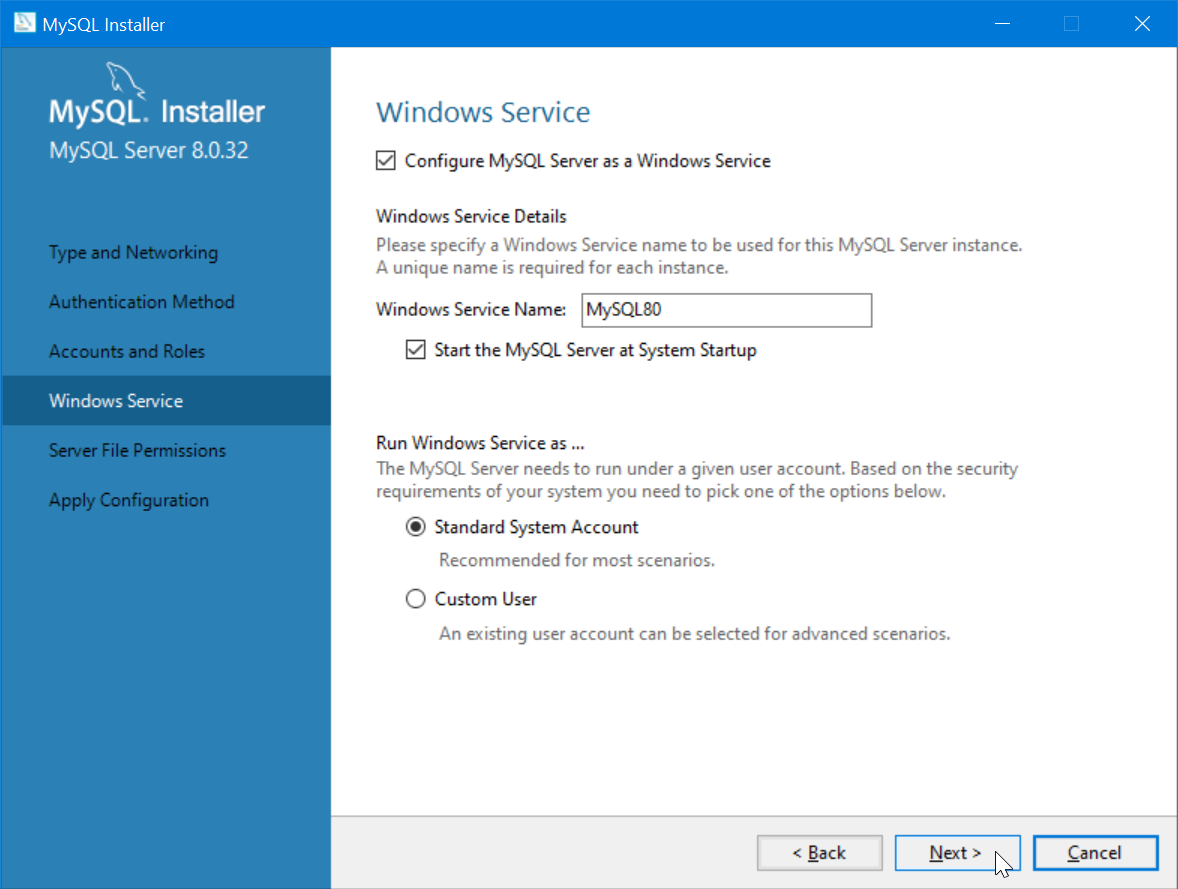 MySQL Installer
MySQL. Installer
MySQL Server 8.0.32
Type and Networking
Authentication Method
Accounts and Roles
Windows Service
Server File Permissions
Apply Configuration
Windows Service
Configure MySQL Server as a Windows Service
Windows Service Details
Please specify a Windows Service name to be used for this MySQL Server instance.
A unique name is required for each instance.
Windows Service Name: MySQL80
Start the MySQL Server at System Startup
Run Windows Service as ...
The MySQL Server needs to run under a given user account. Based on the security
requirements of your system you need to pick one of the options below.
Standard System Account
Recommended for most scenarios.
Custom User
An existing user account can be selected for advanced scenarios.
< Back Next > Cancel